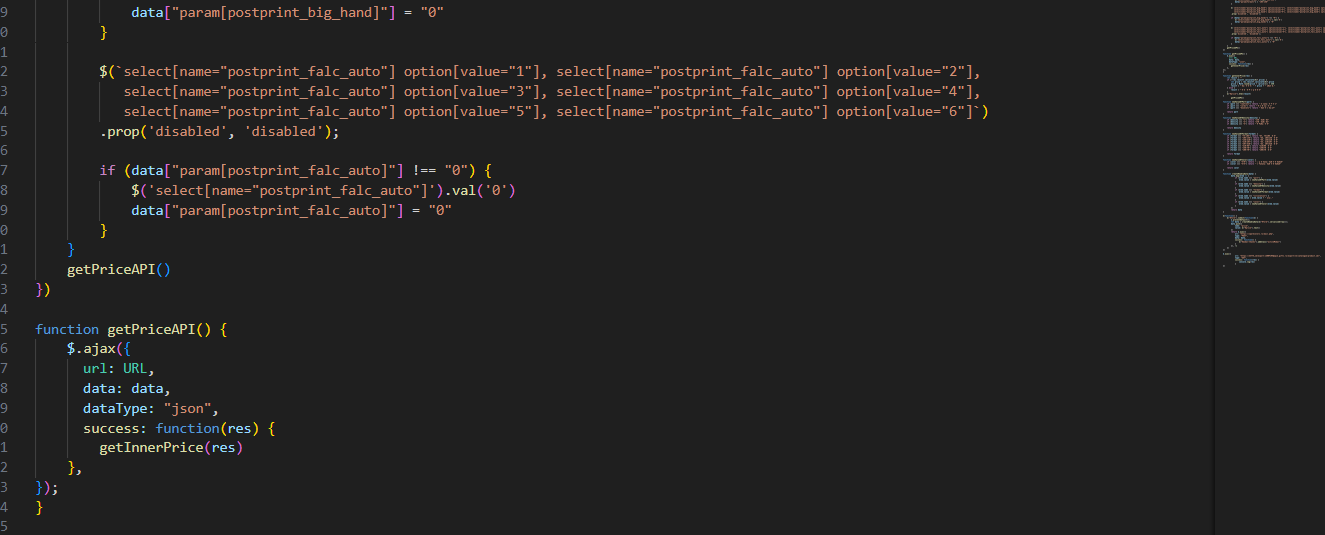 9 data["param[postprint_big_hand]"] = "0"
0 }
1
2 $(`select[name="postprint_falc_auto"] option[value="1"], select[name="postprint_falc_auto"] option[value="2"],
3 select[name="postprint_falc_auto"] option[value="3"], select[name="postprint_falc_auto"] option[value="4"],
4 select[name="postprint_falc_auto"] option[value="5"], select[name="postprint_falc_auto"] option[value="6"]`)
5 .prop('disabled', 'disabled');
6
7 if (data["param[postprint_falc_auto]"] !== "0") {
8 $('select[name="postprint_falc_auto"]').val('0')
9 data["param[postprint_falc_auto]"] = "0"
0 }
1 }
2 getPriceAPI()
3 })
4
5 function getPriceAPI() {
6 $.ajax({
7 url: URL,
8 data: data,
9 dataType: "json",
0 success: function(res) {
1 getInnerPrice(res)
2 },
3 });
4 }
5